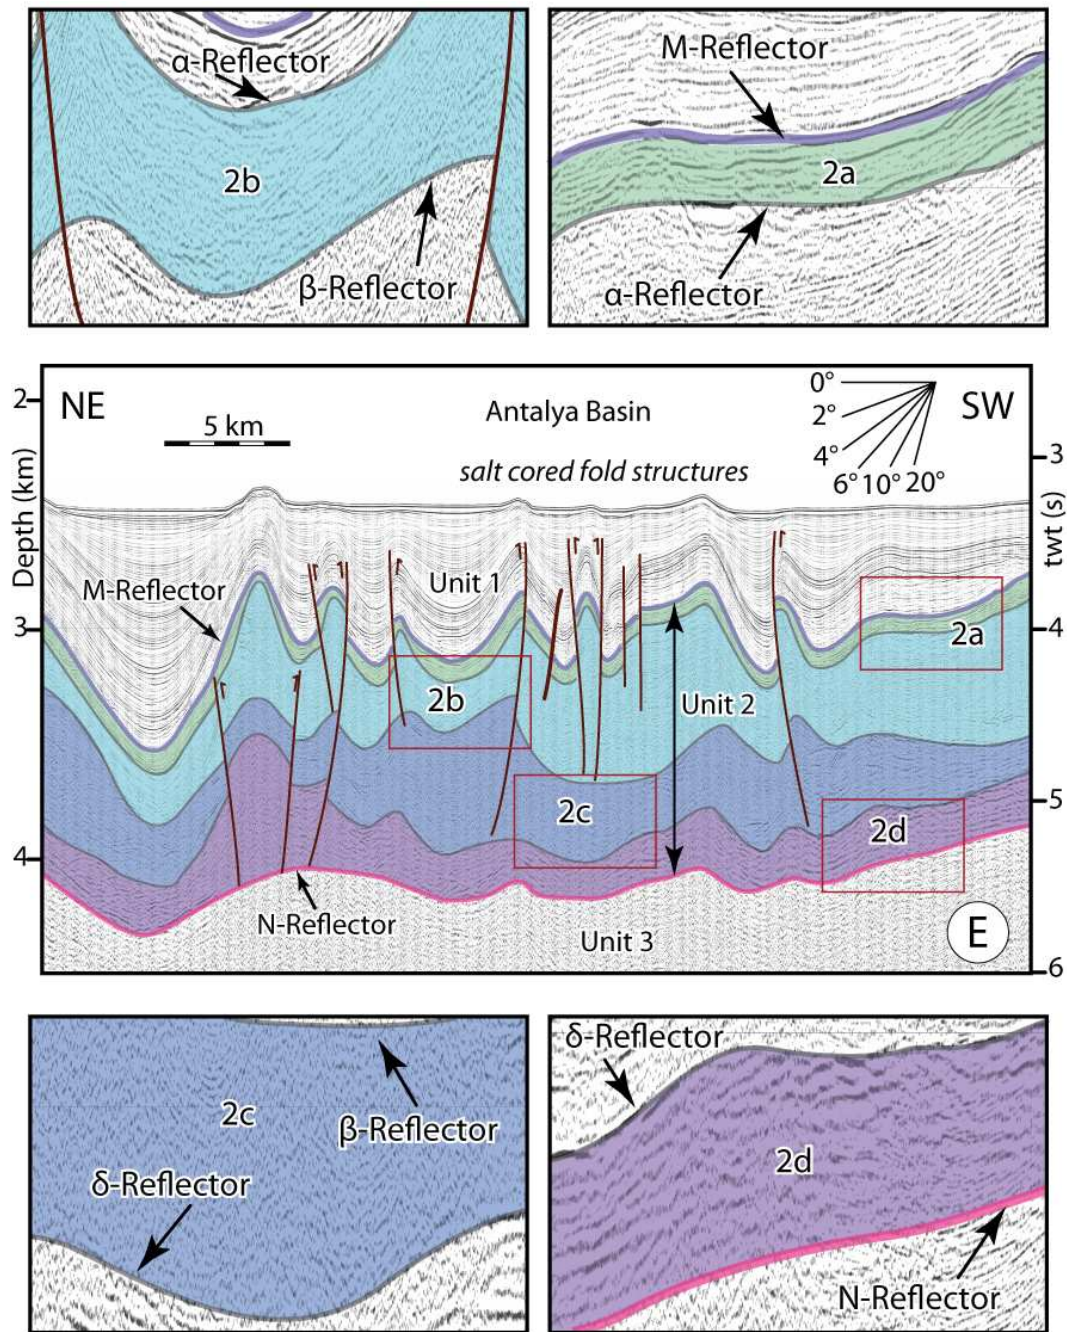 α-Reflector
2b
β-Reflector
M-Reflector
2a
α-Reflector
NE
Antalya Basin
SW
5 km
salt cored fold structures
0°
2°
4°
6° 10° 20°
2
3
4
Depth (km)
3
4
5
6
twt (s)
M-Reflector
Unit 1
2a
2b
Unit 2
2c
2d
N-Reflector
Unit 3
E
2c
β-Reflector
δ-Reflector
δ-Reflector
2d
N-Reflector